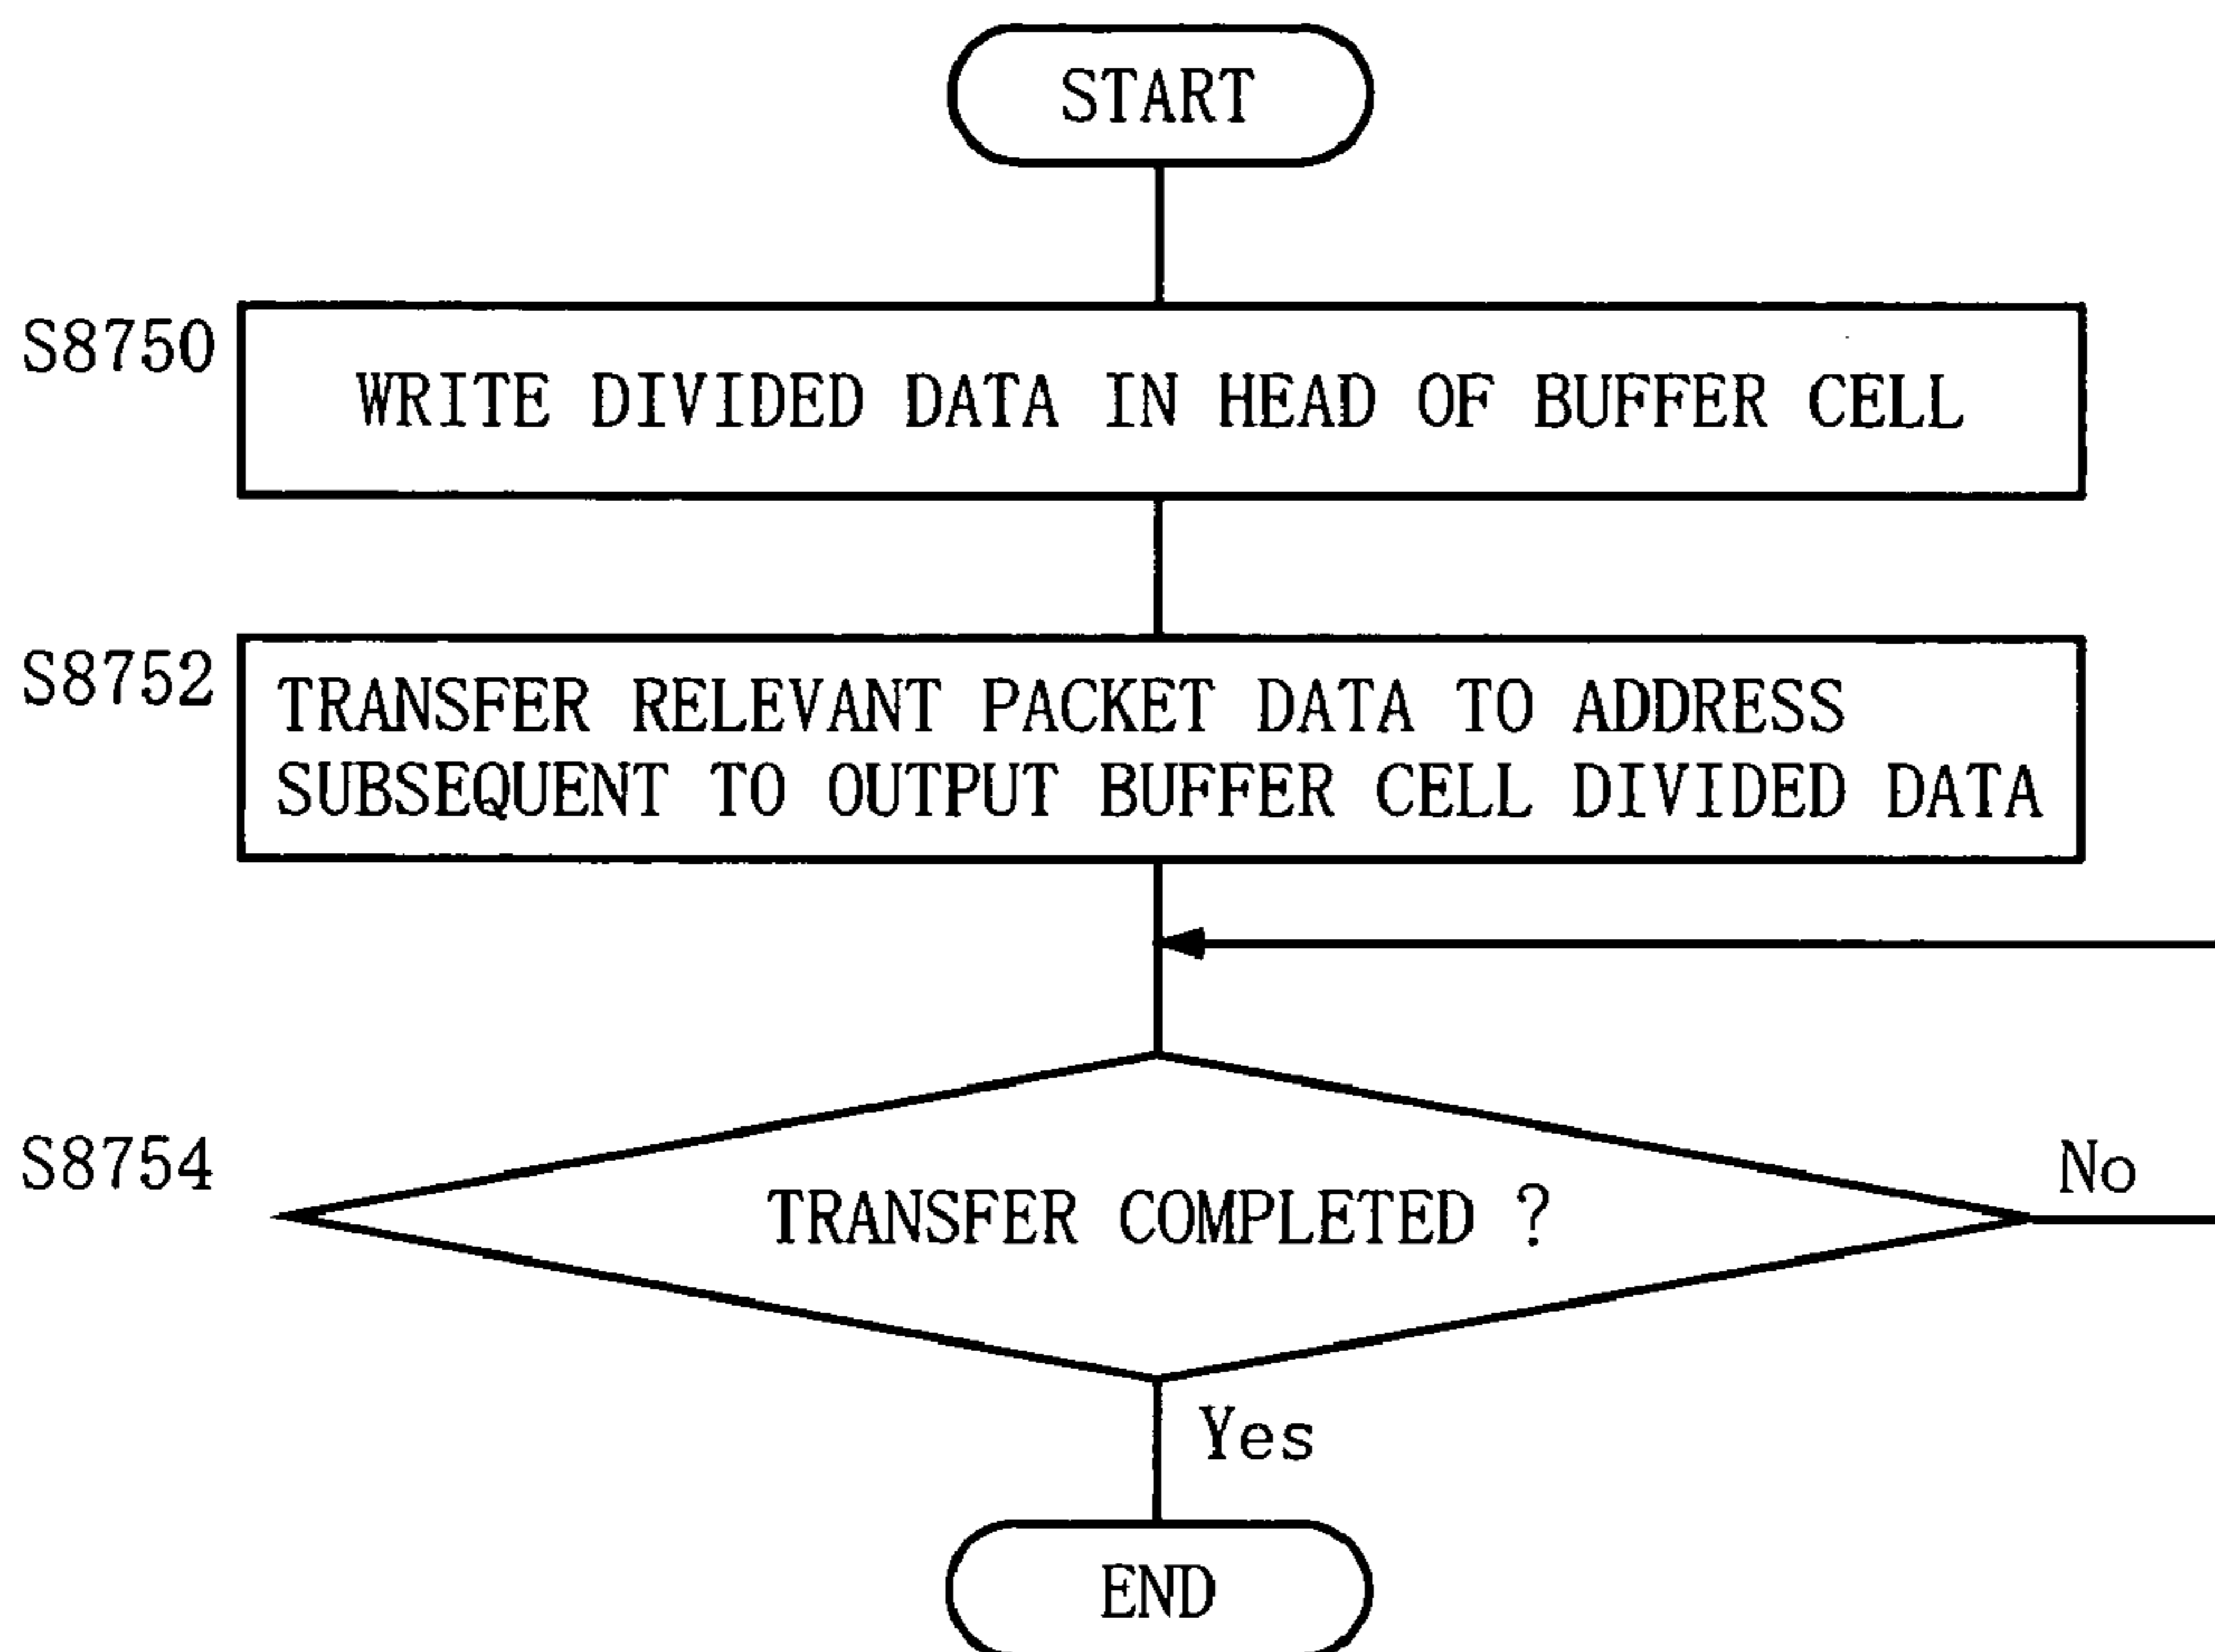 START
S8750
WRITE DIVIDED DATA IN HEAD OF BUFFER CELL
S8752
TRANSFER RELEVANT PACKET DATA TO ADDRESS
SUBSEQUENT TO OUTPUT BUFFER CELL DIVIDED DATA
S8754
TRANSFER COMPLETED ?
No
Yes
END